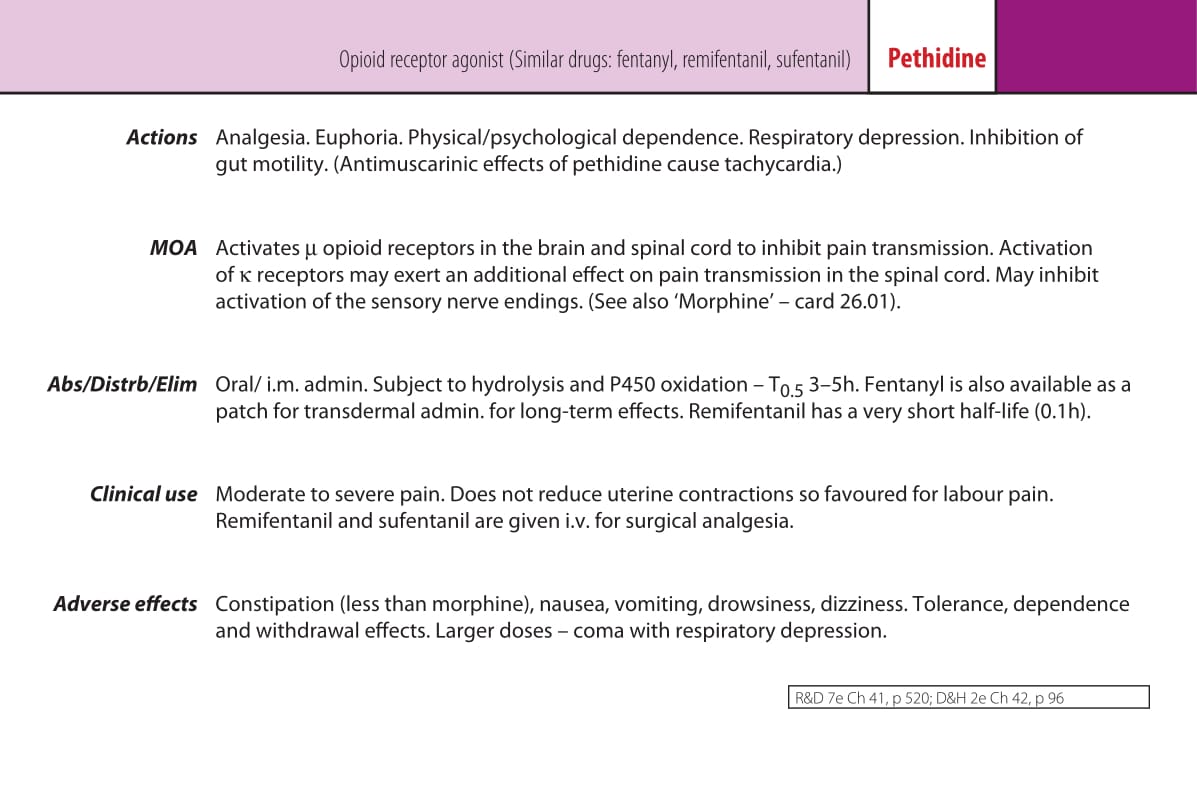 Opioid receptor agonist (Similar drugs: fentanyl, remifentanil, sufentanil) Pethidine
Actions Analgesia. Euphoria. Physical/psychological dependence. Respiratory depression. Inhibition of
gut motility. (Antimuscarinic effects of pethidine cause tachycardia.)
MOA Activates μ opioid receptors in the brain and spinal cord to inhibit pain transmission. Activation
of κ receptors may exert an additional effect on pain transmission in the spinal cord. May inhibit
activation of the sensory nerve endings. (See also ‘Morphine’ – card 26.01).
Abs/Distrb/Elim Oral/ i.m. admin. Subject to hydrolysis and P450 oxidation – T0.5 3–5h. Fentanyl is also available as a
patch for transdermal admin. for long-term effects. Remifentanil has a very short half-life (0.1h).
Clinical use Moderate to severe pain. Does not reduce uterine contractions so favoured for labour pain.
Remifentanil and sufentanil are given i.v. for surgical analgesia.
Adverse effects Constipation (less than morphine), nausea, vomiting, drowsiness, dizziness. Tolerance, dependence
and withdrawal effects. Larger doses – coma with respiratory depression.
R&D 7e Ch 41, p 520; D&H 2e Ch 42, p 96